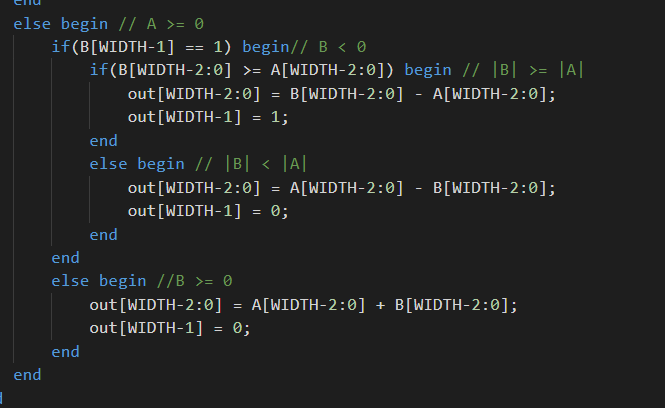 end
else begin // A >= 0
if(B[WIDTH-1] == 1) begin// B < 0
if(B[WIDTH-2:0] >= A[WIDTH-2:0]) begin // |B| >= |A|
out[WIDTH-2:0] = B[WIDTH-2:0] - A[WIDTH-2:0];
out[WIDTH-1] = 1;
end
else begin // |B| < |A|
out[WIDTH-2:0] = A[WIDTH-2:0] - B[WIDTH-2:0];
out[WIDTH-1] = 0;
end
end
else begin //B >= 0
out[WIDTH-2:0] = A[WIDTH-2:0] + B[WIDTH-2:0];
out[WIDTH-1] = 0;
end
end